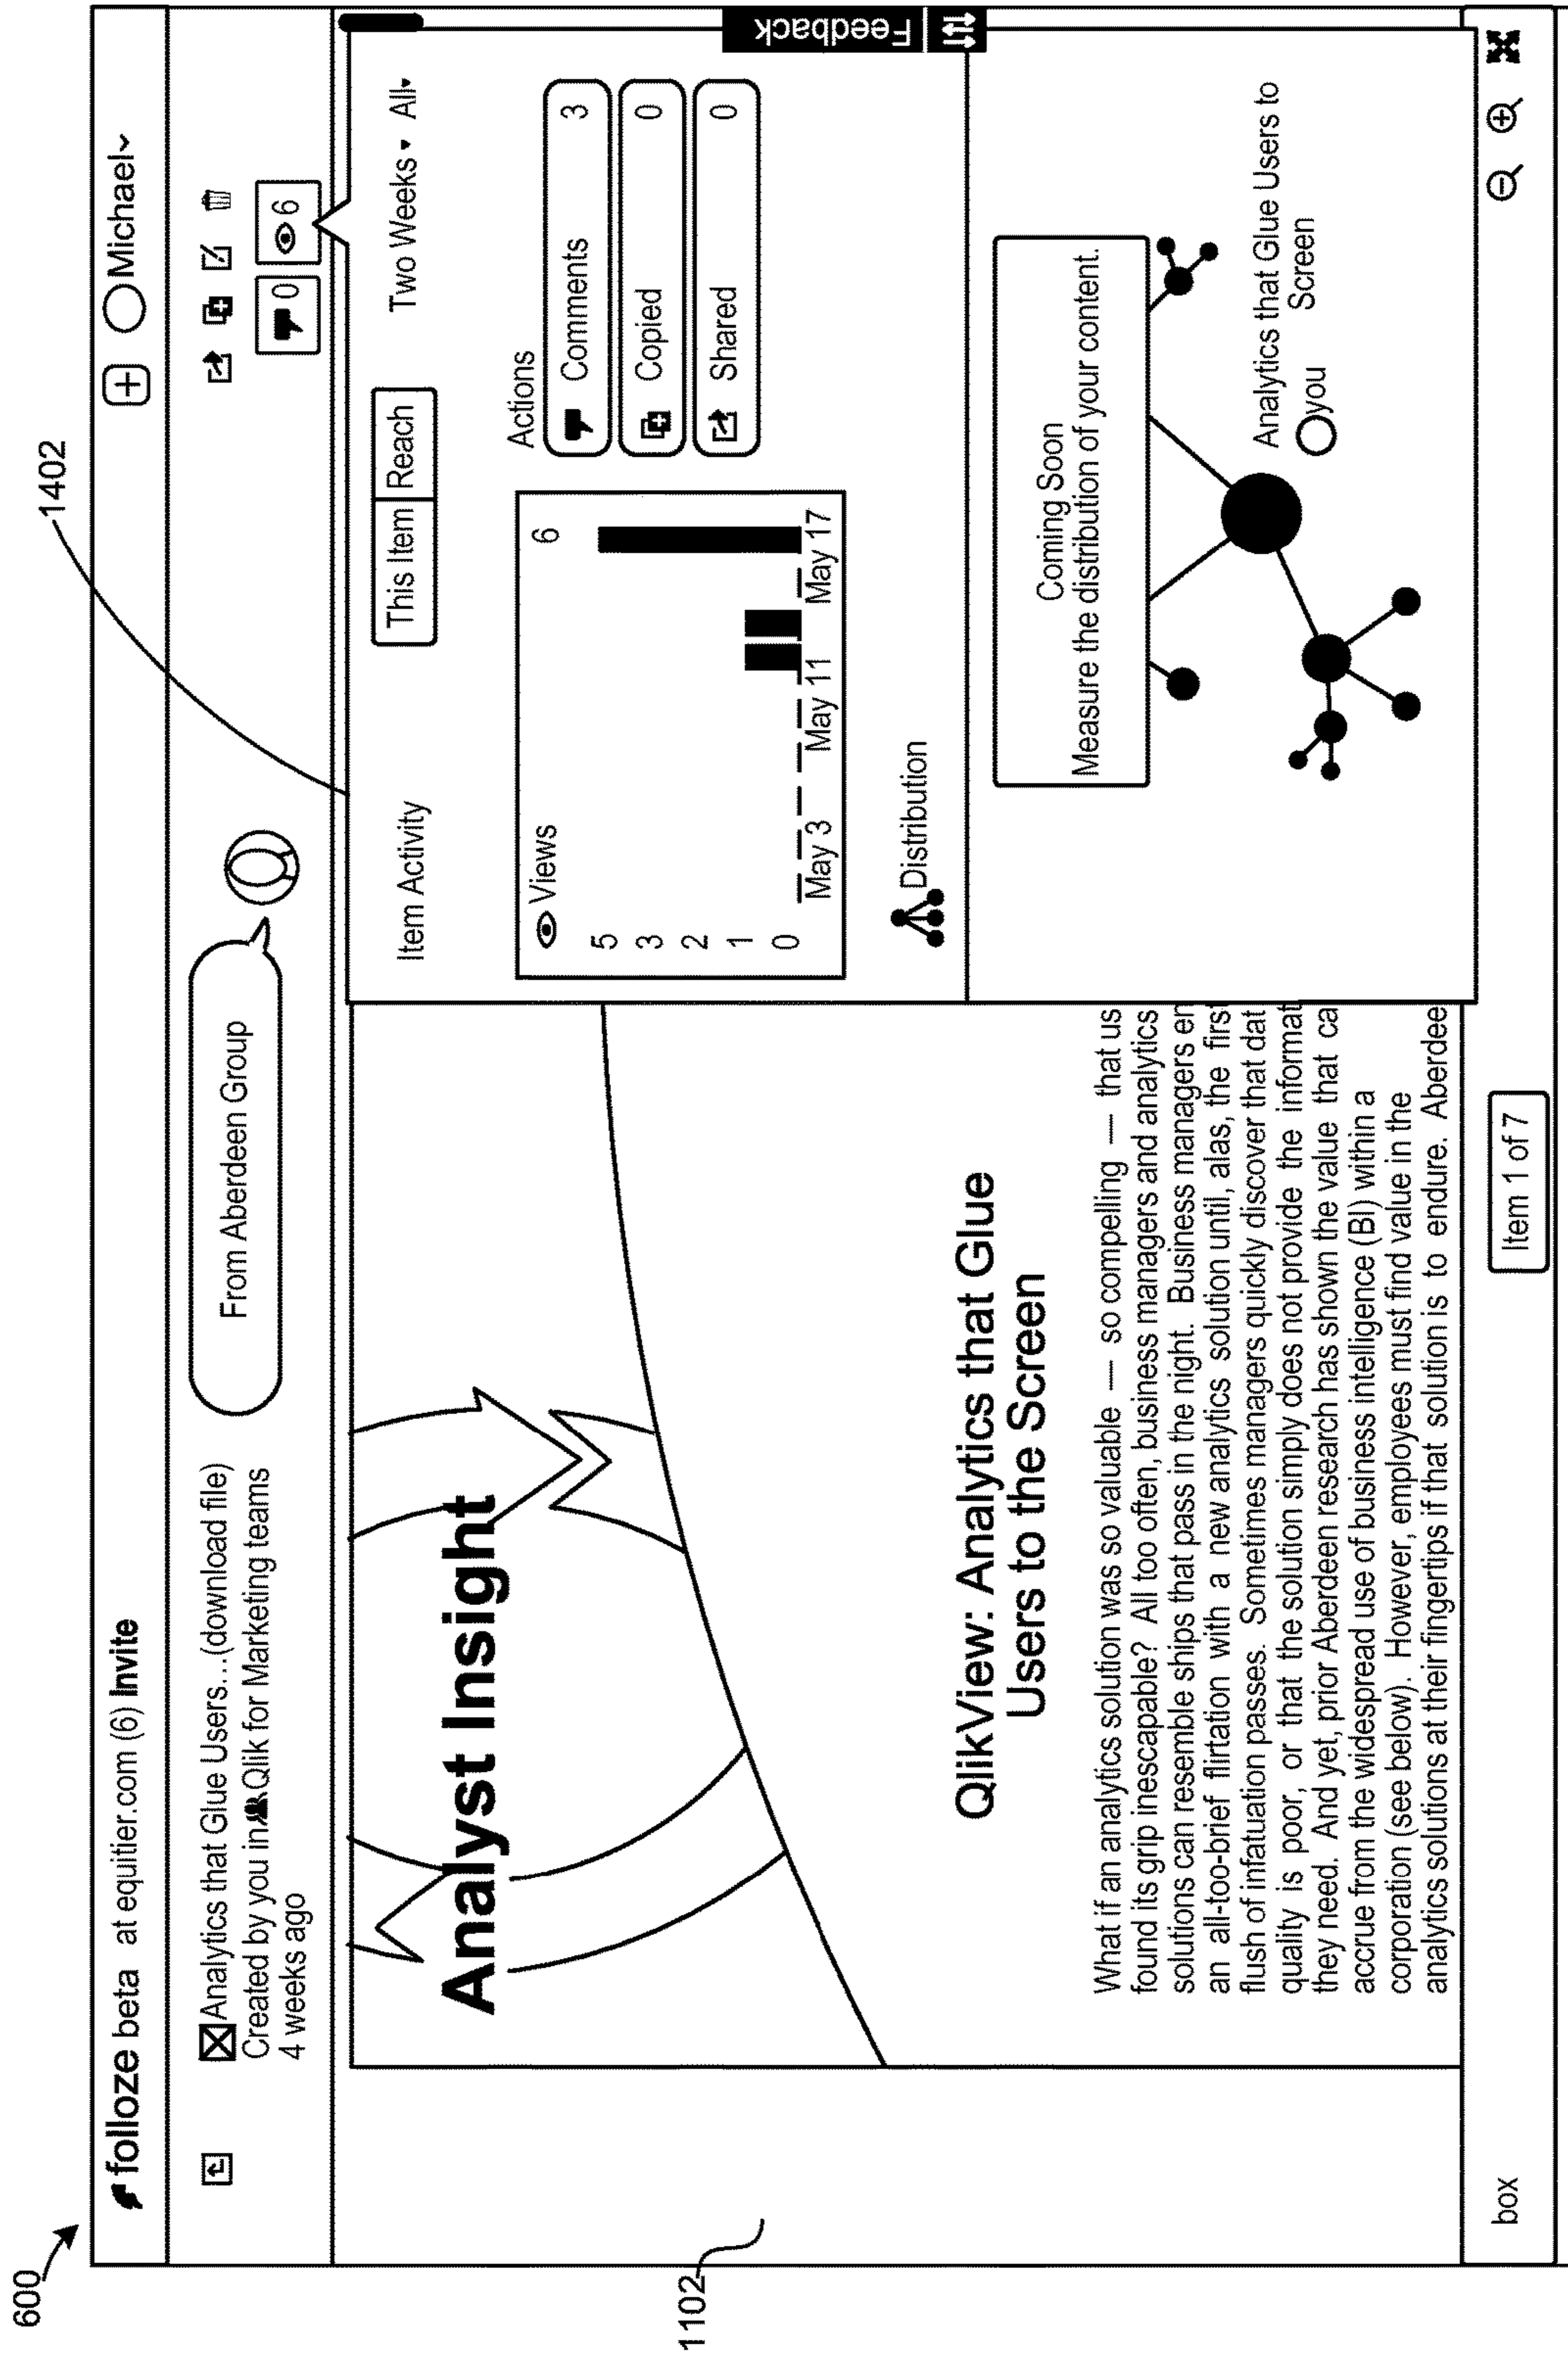 600
1402
folloze beta at equitier.com (6) Invite
Michael
Analytics that Glue Users...(download file)
Created by you in Qlik for Marketing teams
4 weeks ago
From Aberdeen Group
0
6
Analyst Insight
QlikView: Analytics that Glue
Users to the Screen
What if an analytics solution was so valuable — so compelling — that us
found its grip inescapable? All too often, business managers and analytics
solutions can resemble ships that pass in the night. Business managers en
an all-too-brief flirtation with a new analytics solution until, alas, the first
flush of infatuation passes. Sometimes managers quickly discover that dat
quality is poor, or that the solution simply does not provide the informat
they need. And yet, prior Aberdeen research has shown the value that ca
accrue from the widespread use of business intelligence (BI) within a
corporation (see below). However, employees must find value in the
analytics solutions at their fingertips if that solution is to endure. Aberdee
1102
Item Activity
This Item
Reach
Two Weeks
All
Views
6
5
3
2
1
0
May 3
May 11
May 17
Actions
Comments 3
Copied 0
Shared 0
Feedback
Distribution
Coming Soon
Measure the distribution of your content.
Analytics that Glue Users to
Screen
you
box
Item 1 of 7